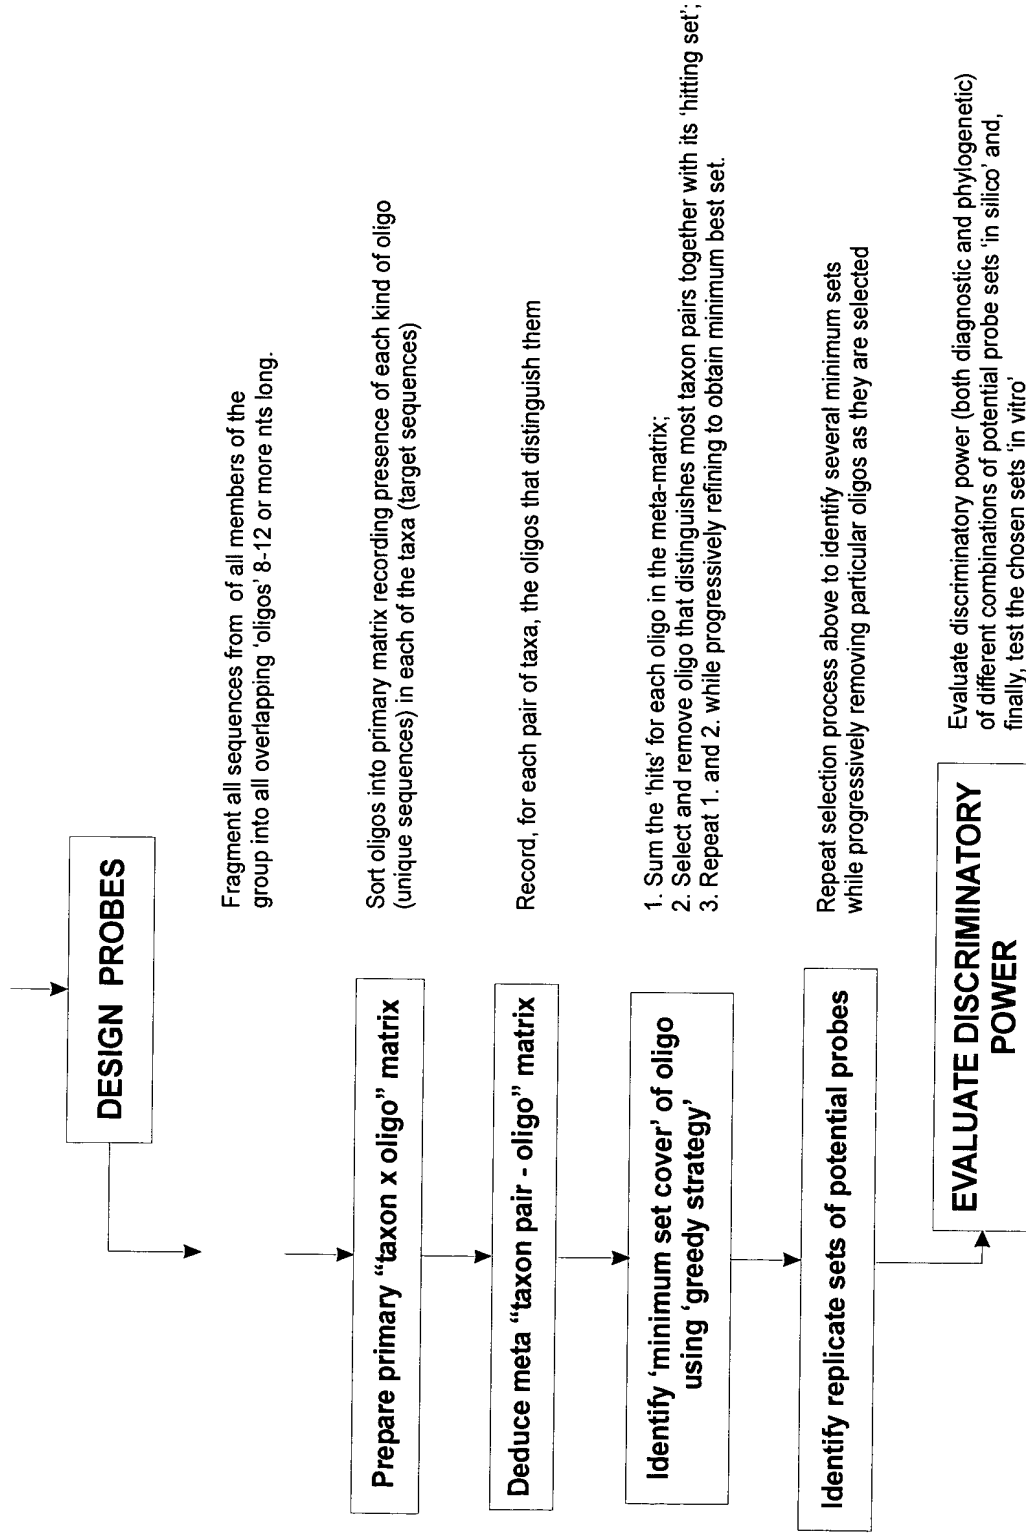 DESIGN PROBES
Fragment all sequences from of all members of the
group into all overlapping ‘oligos’ 8-12 or more nts long.
Prepare primary “taxon x oligo” matrix
Sort oligos into primary matrix recording presence of each kind of oligo
(unique sequences) in each of the taxa (target sequences)
Deduce meta “taxon pair - oligo” matrix
Record, for each pair of taxa, the oligos that distinguish them
Identify ‘minimum set cover’ of oligo
using ‘greedy strategy’
1. Sum the ‘hits’ for each oligo in the meta-matrix;
2. Select and remove oligo that distinguishes most taxon pairs together with its ‘hitting set’;
3. Repeat 1. and 2. while progressively refining to obtain minimum best set.
Identify replicate sets of potential probes
Repeat selection process above to identify several minimum sets
while progressively removing particular oligos as they are selected
EVALUATE DISCRIMINATORY
POWER
Evaluate discriminatory power (both diagnostic and phylogenetic)
of different combinations of potential probe sets ‘in silico’ and,
finally, test the chosen sets ‘in vitro’